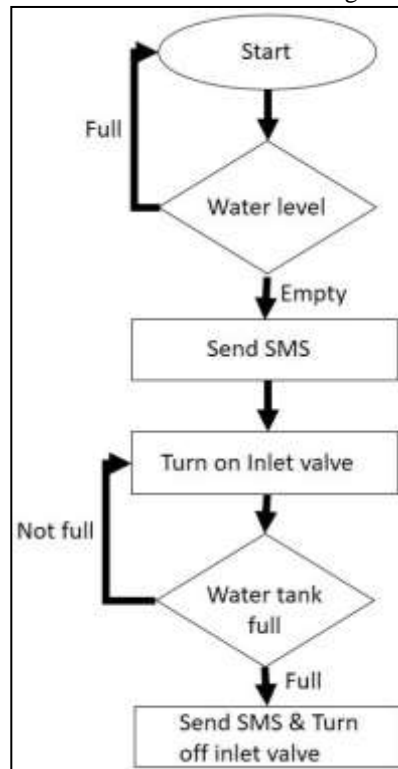 Start
Full
Water level
Empty
Send SMS
Turn on Inlet valve
Not full
Water tank
full
Full
Send SMS & Turn
off inlet valve